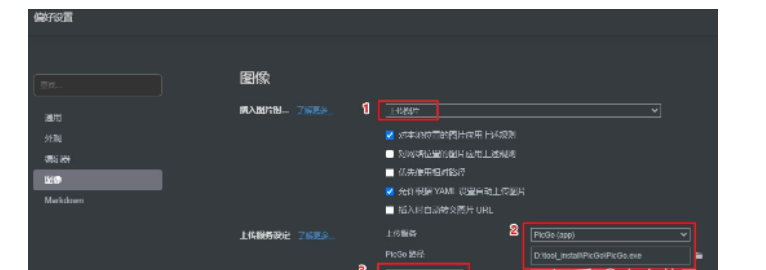 偏好设置
图像
查找...
插入图片时... 了解更多... 1 上传图片
通用
对本地位置的图片应用上述规则
外观
对网络位置的图片应用上述规则
编辑器
优先使用相对路径
图像
允许根据 YAML 设置自动上传图片
Markdown
插入时自动转义图片 URL
上传服务设定 了解更多... 上传服务 2 PicGo (app)
PicGo 路径 D:\tool_install\PicGo\PicGo.exe